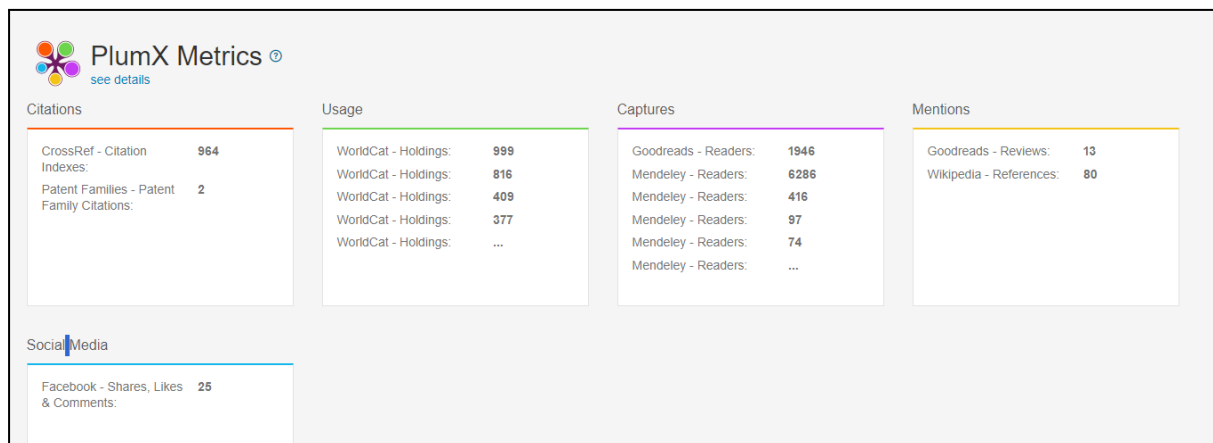 PlumX Metrics ?
see details
Citations
CrossRef - Citation 964
Indexes:
Patent Families - Patent 2
Family Citations:
Usage
WorldCat - Holdings: 999
WorldCat - Holdings: 816
WorldCat - Holdings: 409
WorldCat - Holdings: 377
WorldCat - Holdings: ...
Captures
Goodreads - Readers: 1946
Mendeley - Readers: 6286
Mendeley - Readers: 416
Mendeley - Readers: 97
Mendeley - Readers: 74
Mendeley - Readers: ...
Mentions
Goodreads - Reviews: 13
Wikipedia - References: 80
Social Media
Facebook - Shares, Likes 25
& Comments: